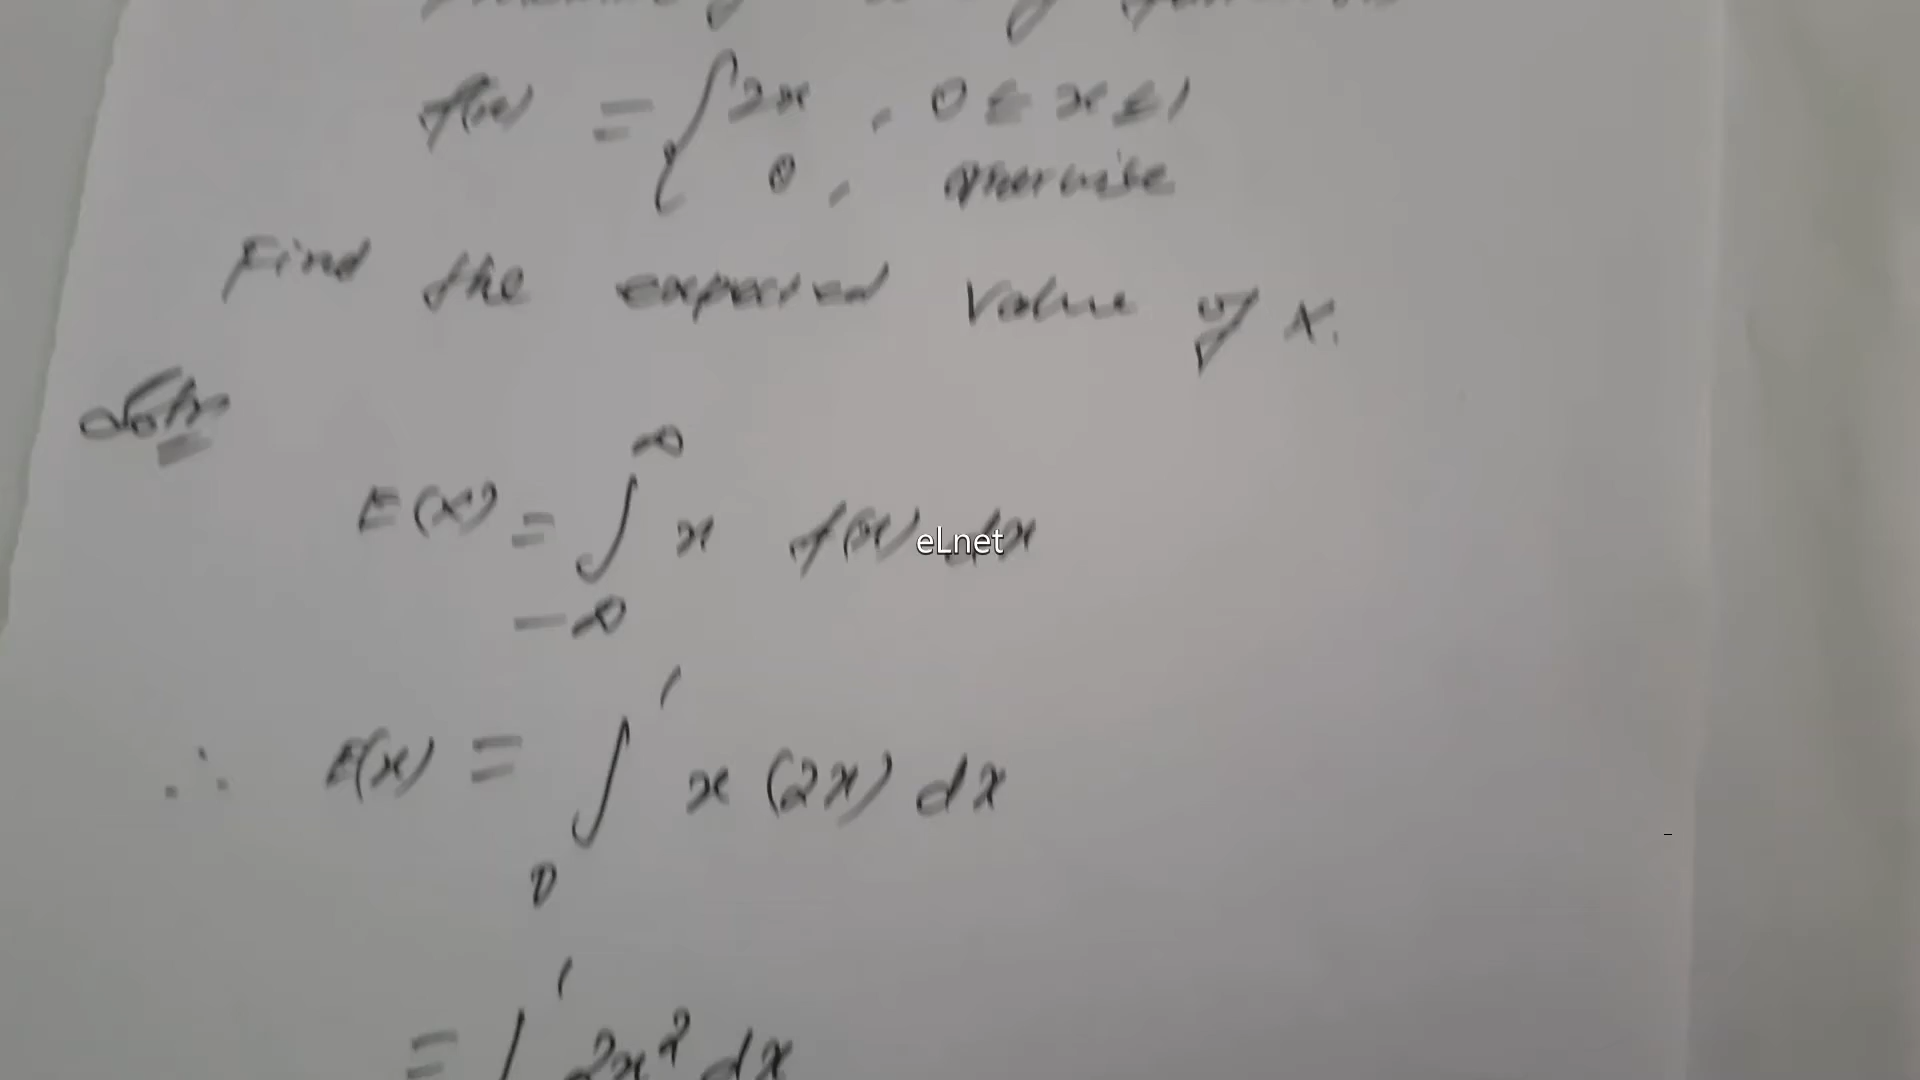 f(x) = { 2x , 0 ≤ x ≤ 1
0 , otherwise
Find the expected value of X.
Soln
E(X) = ∫_{-∞}^{∞} x f(x) dx
eLnet
∴ E(x) = ∫_{0}^{1} x (2x) dx
= ∫^{1} 2x² dx